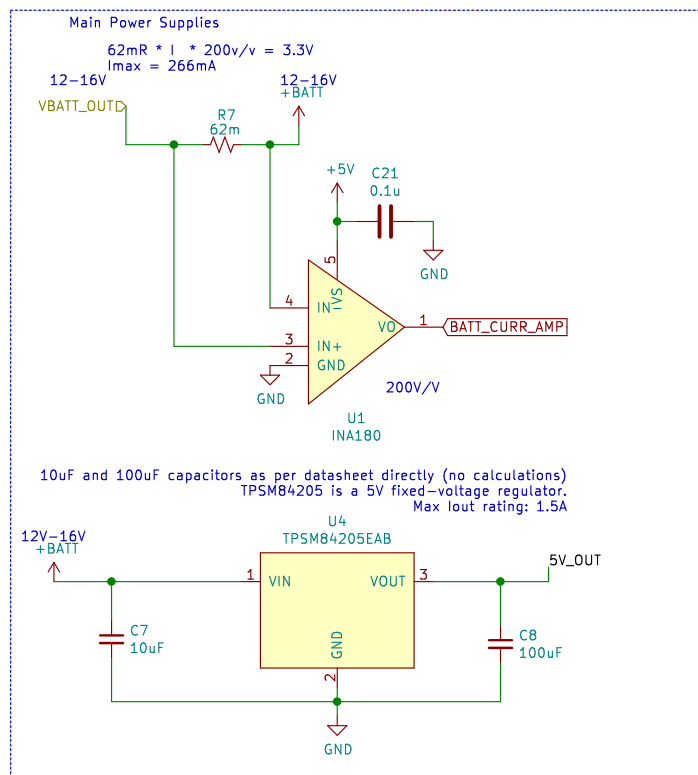 Main Power Supplies
62mR * I  * 200v/v = 3.3V
Imax = 266mA
12-16V
12-16V
+BATT
VBATT_OUT
R7
62m
+5V
C21
0.1u
GND
5
4
IN-
VS
3
IN+
2
GND
VO
1
BATT_CURR_AMP
GND
200V/V
U1
INA180
10uF and 100uF capacitors as per datasheet directly (no calculations)
TPSM84205 is a 5V fixed-voltage regulator.
Max Iout rating: 1.5A
U4
TPSM84205EAB
12V-16V
+BATT
1
VIN
VOUT
3
5V_OUT
C7
10uF
GND
2
C8
100uF
GND